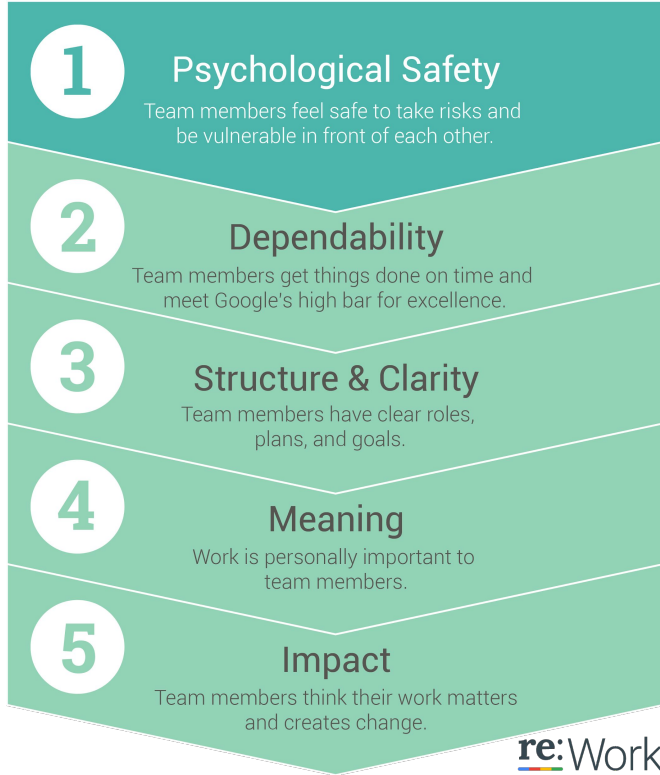 1
Psychological Safety
Team members feel safe to take risks and
be vulnerable in front of each other.
2
Dependability
Team members get things done on time and
meet Google's high bar for excellence.
3
Structure & Clarity
Team members have clear roles,
plans, and goals.
4
Meaning
Work is personally important to
team members.
5
Impact
Team members think their work matters
and creates change.
re:Work